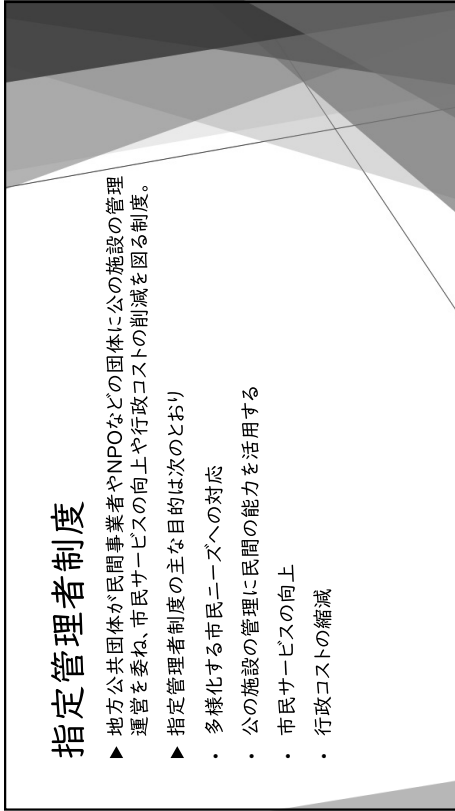 指定管理者制度
▶ 地方公共団体が民間事業者やNPOなどの団体に公の施設の管理
運営を委ね、市民サービスの向上や行政コストの削減を図る制度。
▶ 指定管理者制度の主な目的は次のとおり
・ 多様化する市民ニーズへの対応
・ 公の施設の管理に民間の能力を活用する
・ 市民サービスの向上
・ 行政コストの縮減